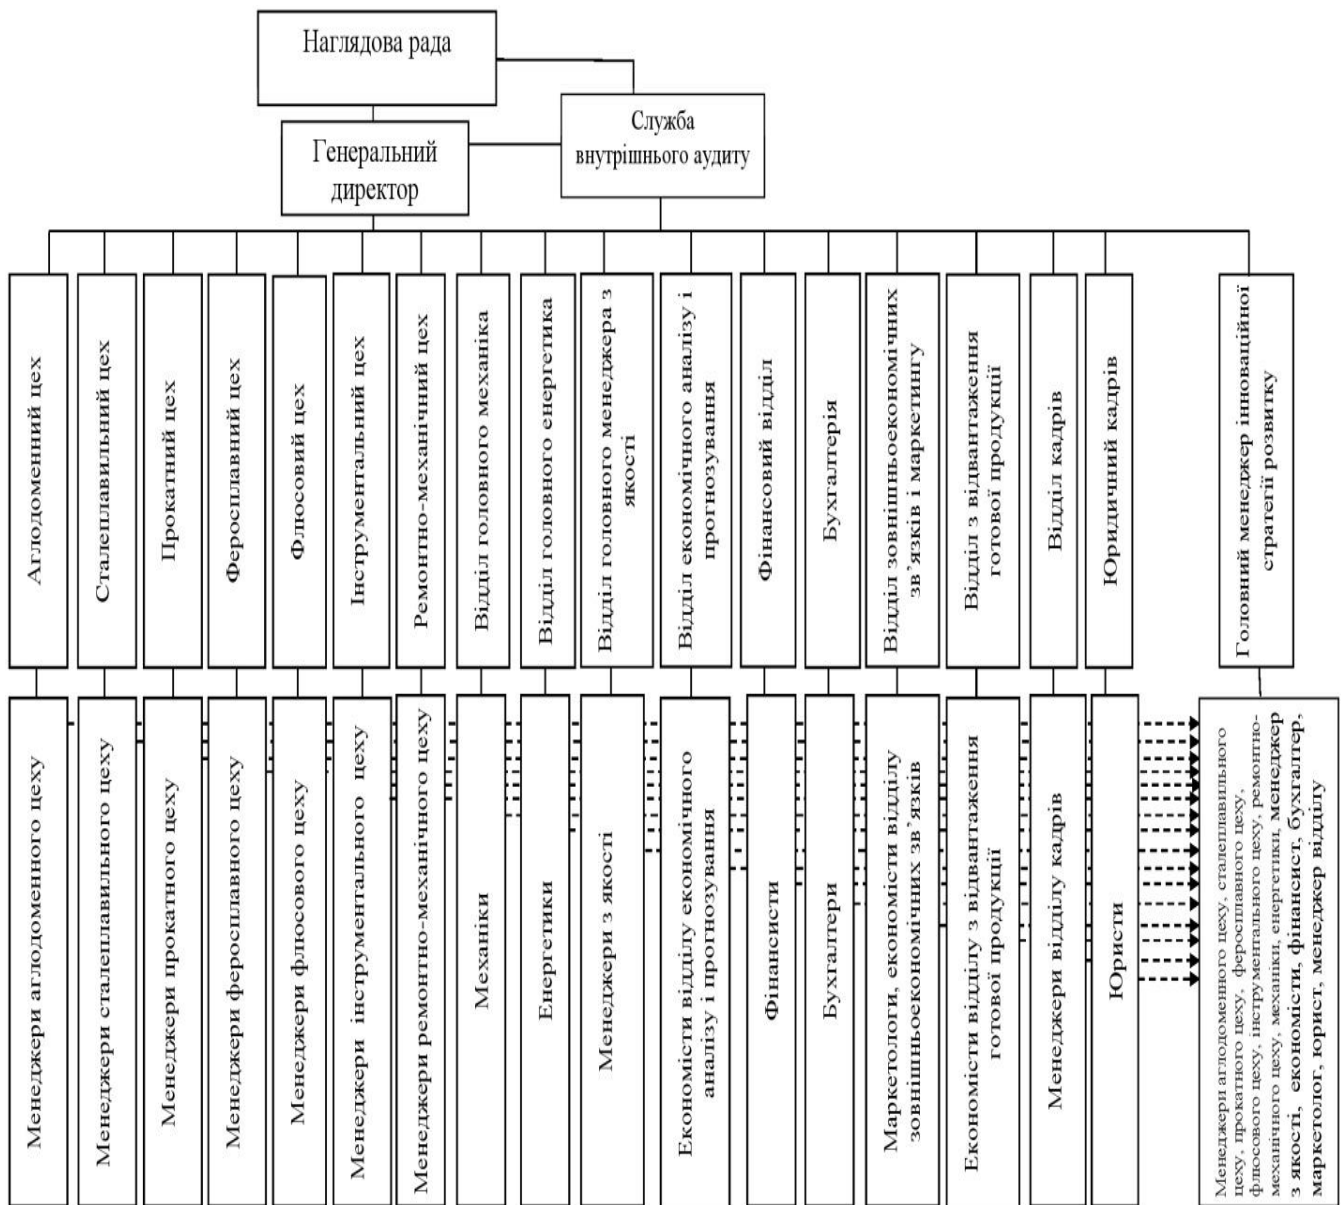 Наглядова рада
Служба
внутрішнього аудиту
Генеральний
директор
Аглодоменний цех
Сталеплавильний цех
Прокатний цех
Феросплавний цех
Флюсовий цех
Інструментальний цех
Ремонтно-механічний цех
Відділ головного механіка
Відділ головного енергетика
Відділ головного менеджера з
якості
Відділ економічного аналізу і
прогнозування
Фінансовий відділ
Бухгалтерія
Відділ зовнішньоекономічних
зв’язків і маркетингу
Відділ з відвантаження
готової продукції
Відділ кадрів
Юридичний кадрів
Головний менеджер інноваційної
стратегії розвитку
Менеджери аглодоменного цеху
Менеджери сталеплавильного цеху
Менеджери прокатного цеху
Менеджери феросплавного цеху
Менеджери флюсового цеху
Менеджери інструментального цеху
Менеджери ремонтно-механічного цеху
Механіки
Енергетики
Менеджери з якості
Економісти відділу економічного
аналізу і прогнозування
Фінансисти
Бухгалтери
Маркетологи, економісти відділу
зовнішньоекономічних зв’язків
Економісти відділу з відвантаження
готової продукції
Менеджери відділу кадрів
Юристи
Менеджери аглодоменного цеху, сталеплавильного
цеху, прокатного цеху, феросплавного цеху,
флюсового цеху, інструментального цеху, ремонтно-
механічного цеху, механіки, енергетики, менеджер
з якості, економісти, фінансист, бухгалтер,
маркетолог, юрист, менеджер відділу